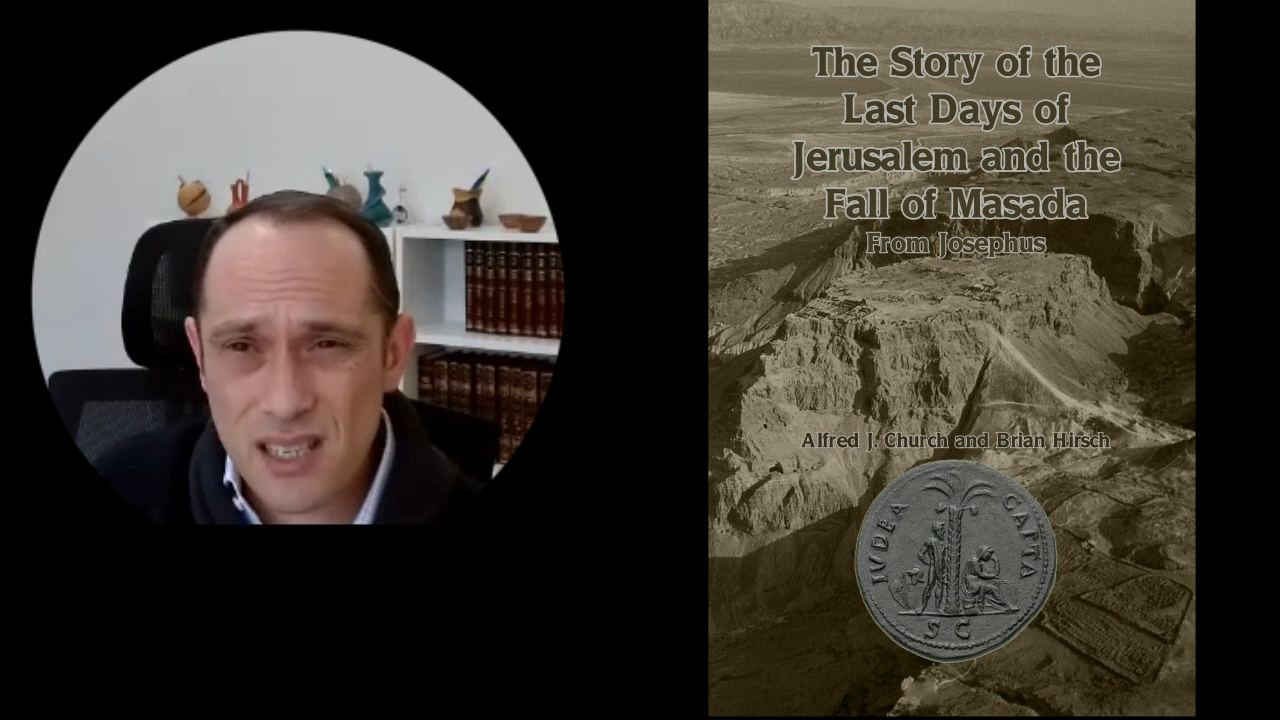 The Story of the
Last Days of
Jerusalem and the
Fall of Masada
From Josephus
Alfred J. Church and Brian Hirsch
IVDEA CAPTA
S C